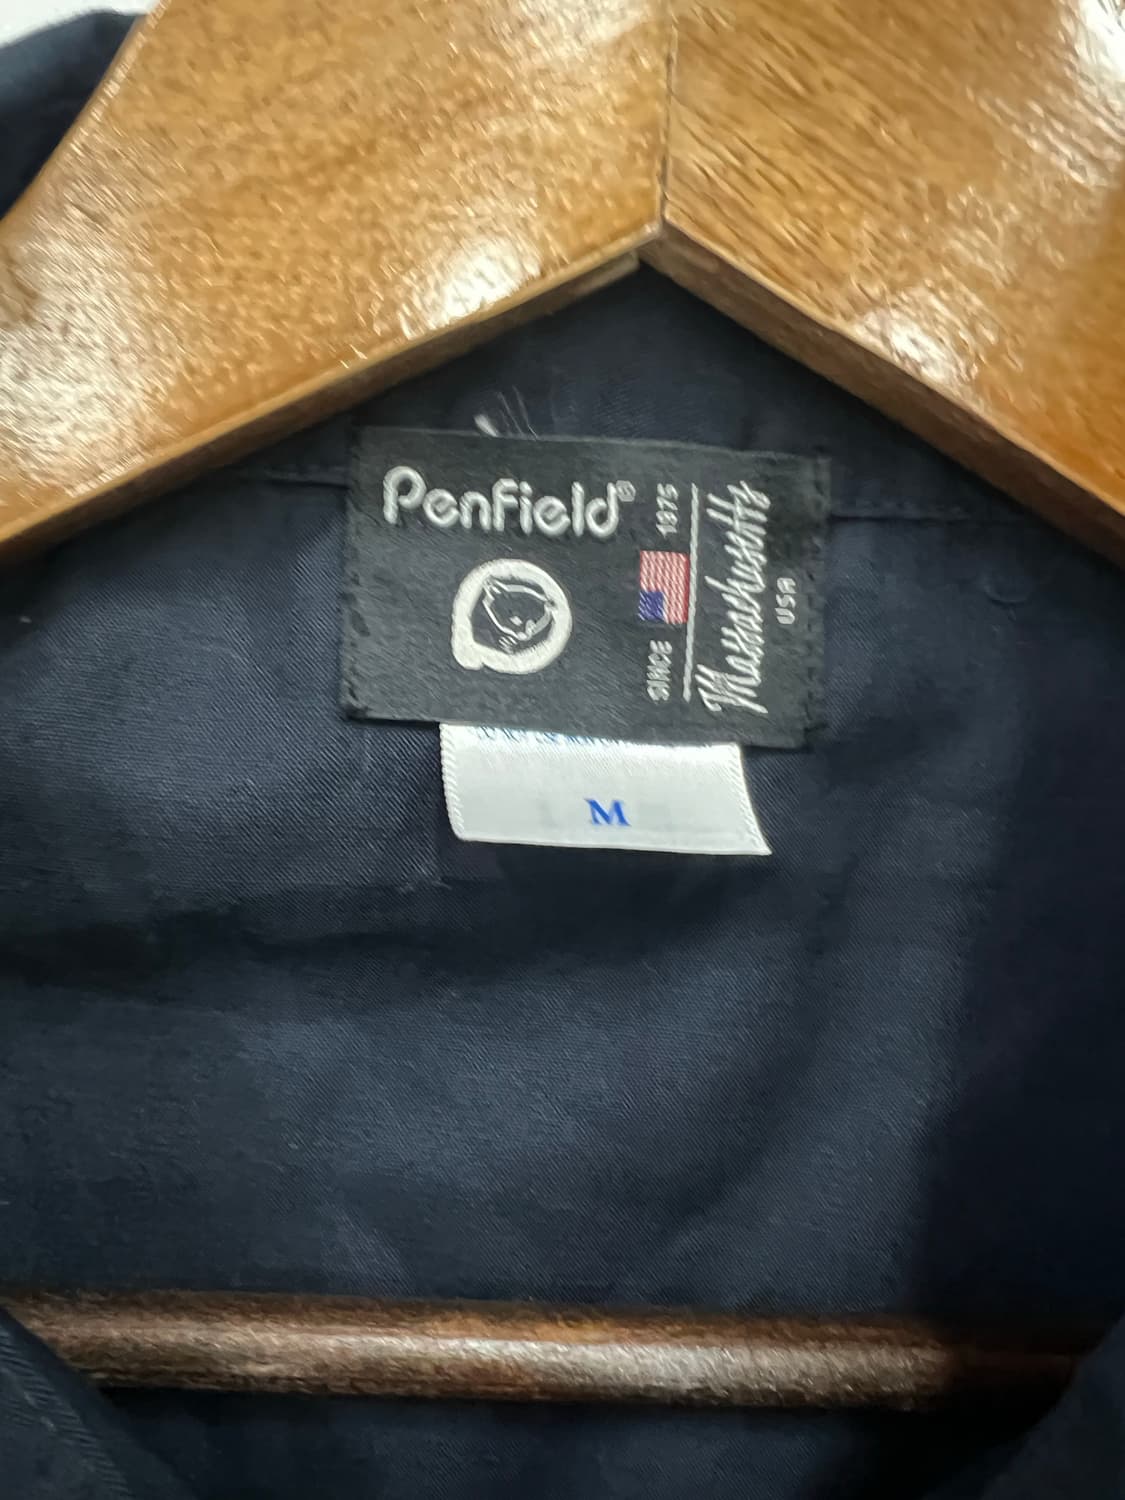 Penfield®
SINCE 1975
Massachusetts
USA
M